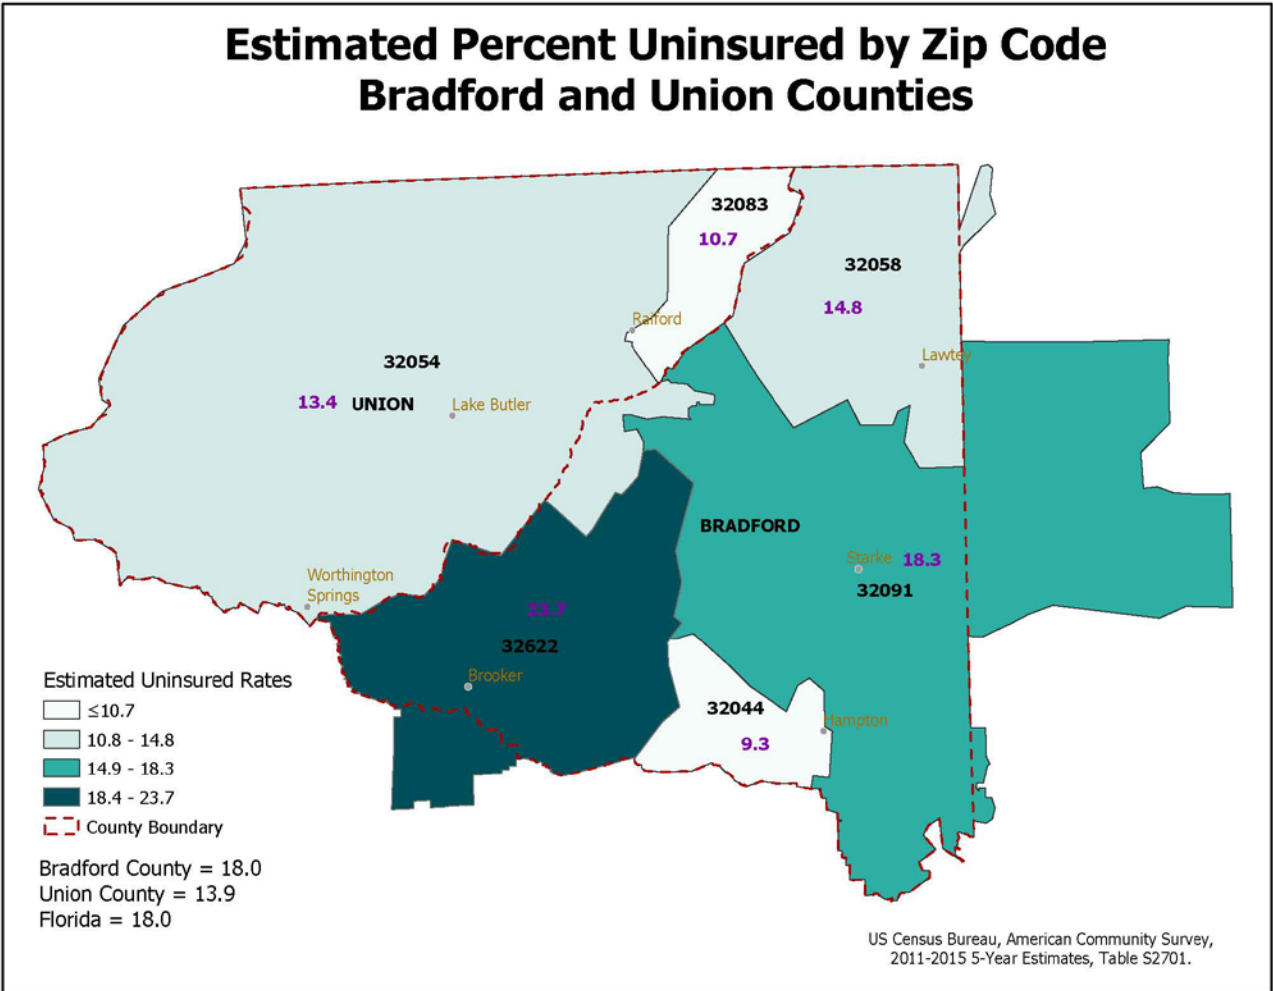 Estimated Percent Uninsured by Zip Code
Bradford and Union Counties
32083
10.7
32058
14.8
Raiford
Lawtey
32054
13.4 UNION
Lake Butler
BRADFORD
Starke 18.3
32091
Worthington
Springs
23.7
32622
Brooker
32044
Hampton
9.3
Estimated Uninsured Rates
≤10.7
10.8 - 14.8
14.9 - 18.3
18.4 - 23.7
County Boundary
Bradford County = 18.0
Union County = 13.9
Florida = 18.0
US Census Bureau, American Community Survey,
2011-2015 5-Year Estimates, Table S2701.